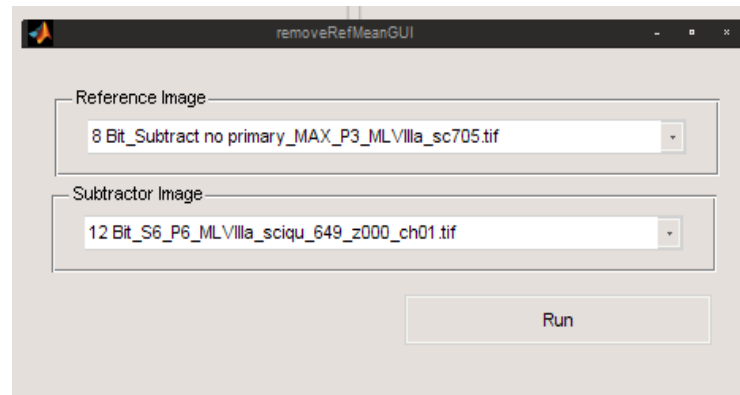 removeRefMeanGUI
Reference Image
8 Bit_Subtract no primary_MAX_P3_MLVIIIa_sc705.tif
Subtractor Image
12 Bit_S6_P6_MLVIIIa_sciqu_649_z000_ch01.tif
Run